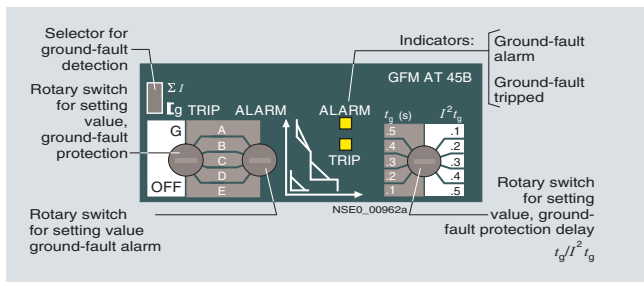 Selector for
ground-fault
detection
Rotary switch
for setting
value,
ground-fault
protection
Rotary switch
for setting value
ground-fault alarm
Indicators:
Ground-fault
alarm
Ground-fault
tripped
GFM AT 45B
Σ I
g TRIP ALARM
G
OFF
A
B
C
D
E
ALARM
TRIP
tg (s) I²tg
.5 .1
.4 .2
.3 .3
.2 .4
.1 .5
NSE0_00962a
Rotary switch
for setting
value, ground-
fault protection delay
tg/I² tg